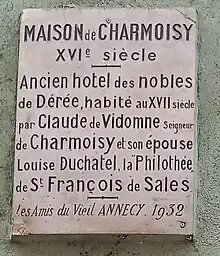 MAISON de CHARMOISY
XVIe siècle
Ancien hotel des nobles
de Dérée, habité au XVII siècle
par Claude de Vidomne Seigneur
de Charmoisy et son épouse
Louise Duchatel, la "Philothée"
de St François de Sales
Les Amis du Vieil ANNECY. 1932